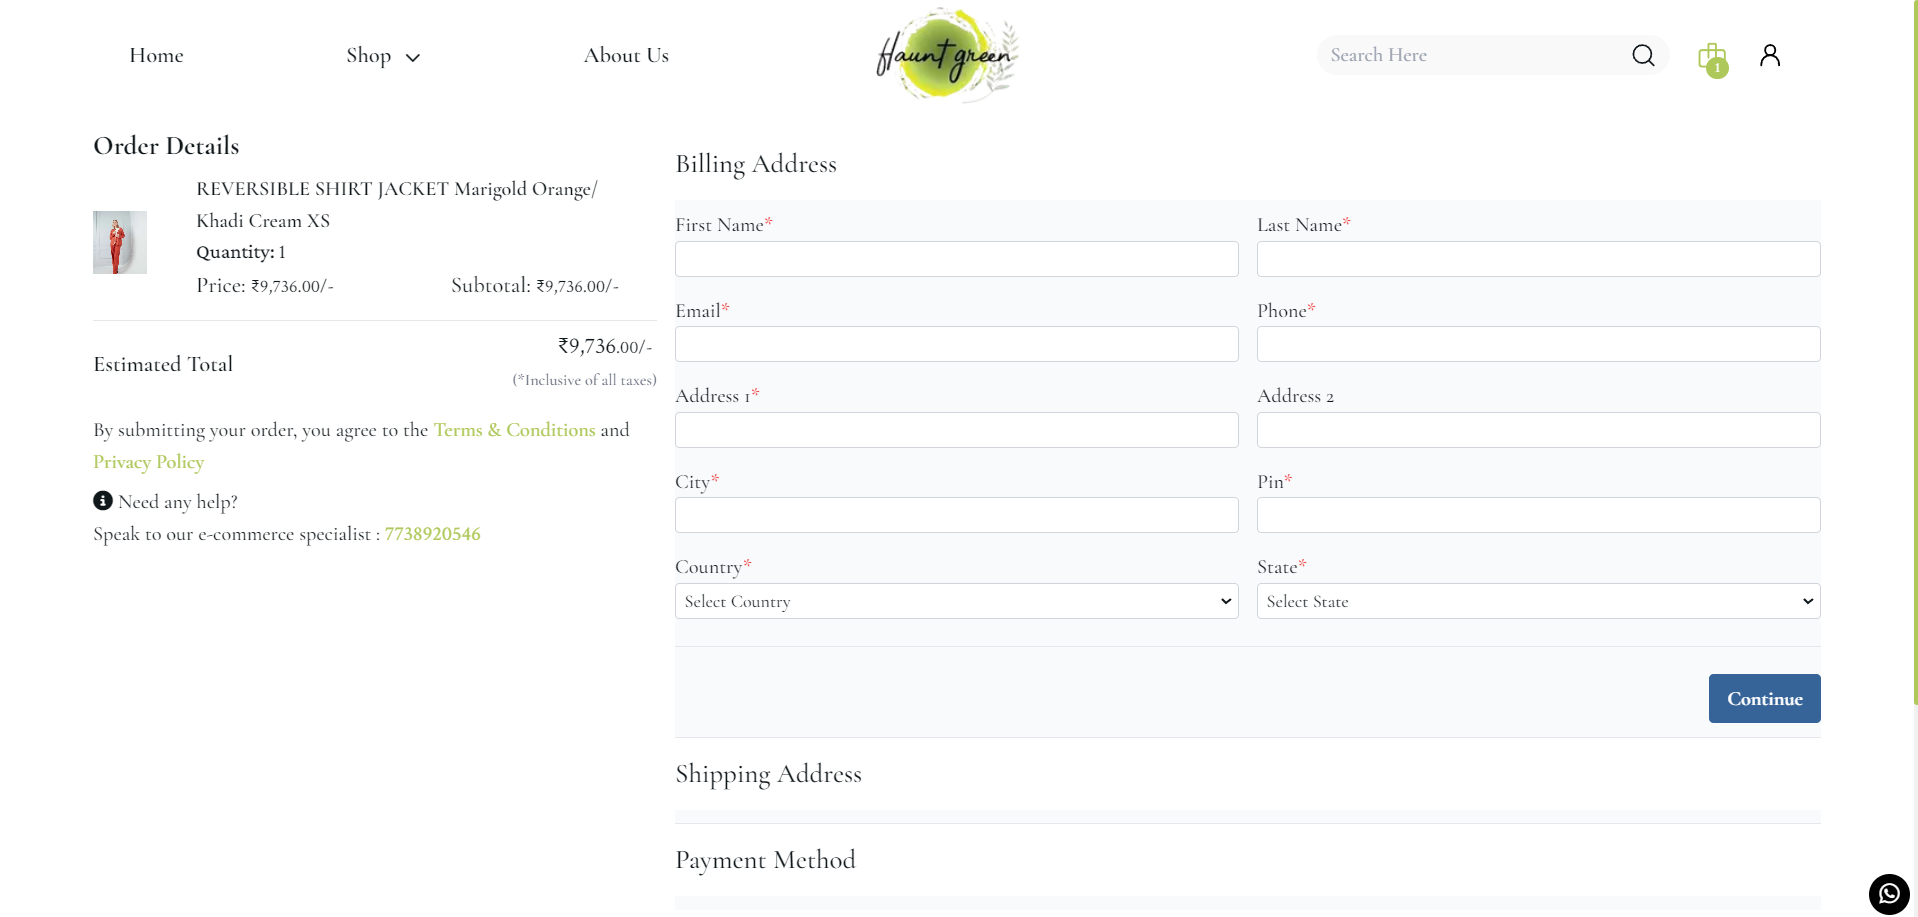 Home
Shop
About Us
Haunt green
Search Here
1
Order Details
REVERSIBLE SHIRT JACKET Marigold Orange/
Khadi Cream XS
Quantity: 1
Price: ₹9,736.00/-
Subtotal: ₹9,736.00/-
Estimated Total
₹9,736.00/-
(*Inclusive of all taxes)
By submitting your order, you agree to the Terms & Conditions and
Privacy Policy
Need any help?
Speak to our e-commerce specialist : 7738920546
Billing Address
First Name*
Last Name*
Email*
Phone*
Address 1*
Address 2
City*
Pin*
Country*
State*
Select Country
Select State
Continue
Shipping Address
Payment Method